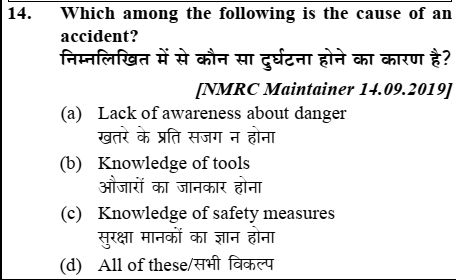 14. Which among the following is the cause of an
accident?
निम्नलिखित में से कौन सा दुर्घटना होने का कारण है?
[NMRC Maintainer 14.09.2019]
(a) Lack of awareness about danger
खतरे के प्रति सजग न होना
(b) Knowledge of tools
औजारों का जानकार होना
(c) Knowledge of safety measures
सुरक्षा मानकों का ज्ञान होना
(d) All of these/सभी विकल्प